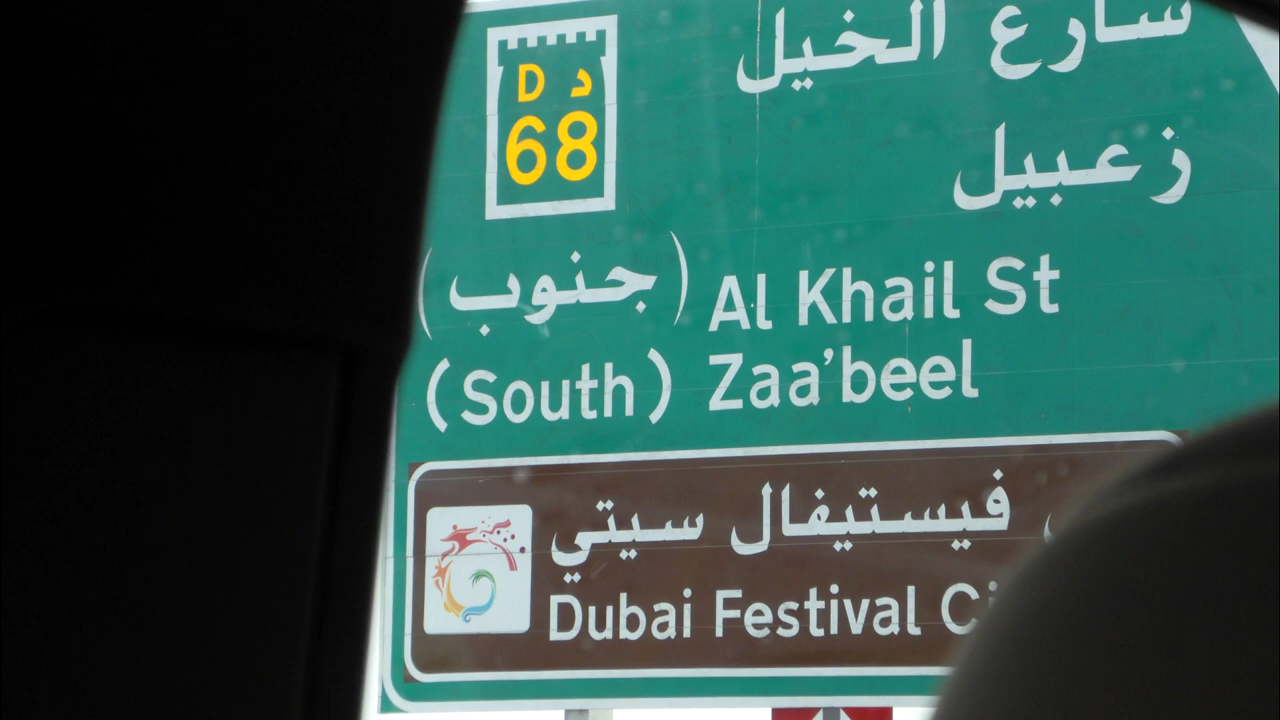 شارع الخيل
D د
68
زعبيل
(جنوب)
Al Khail St
(South) Zaa'beel
فيستيفال سيتي
Dubai Festival